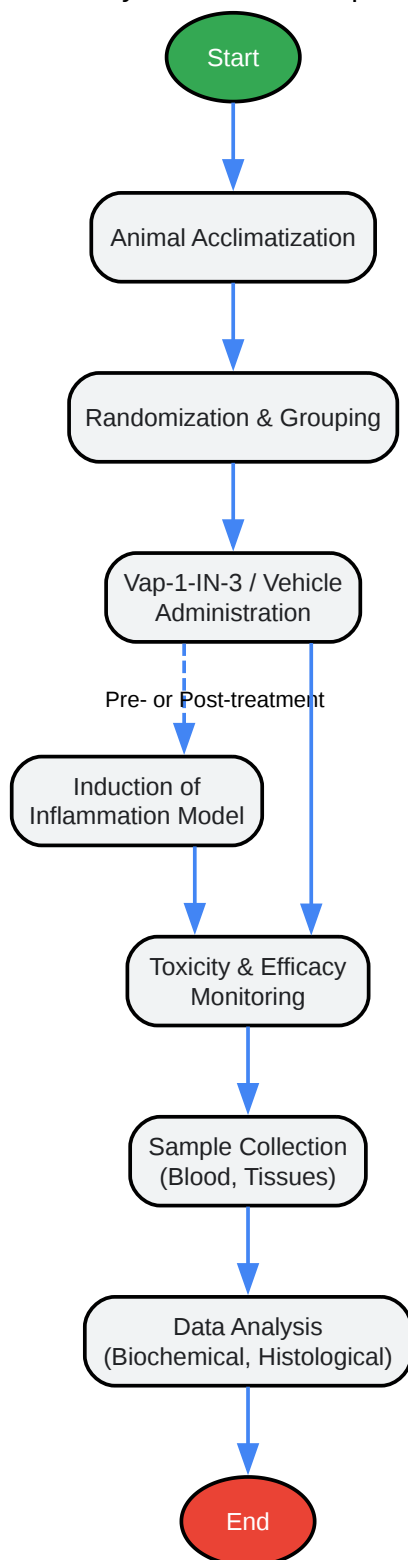 Start
Animal Acclimatization
Randomization & Grouping
Vap-1-IN-3 / Vehicle
Administration
Pre- or Post-treatment
Induction of
Inflammation Model
Toxicity & Efficacy
Monitoring
Sample Collection
(Blood, Tissues)
Data Analysis
(Biochemical, Histological)
End